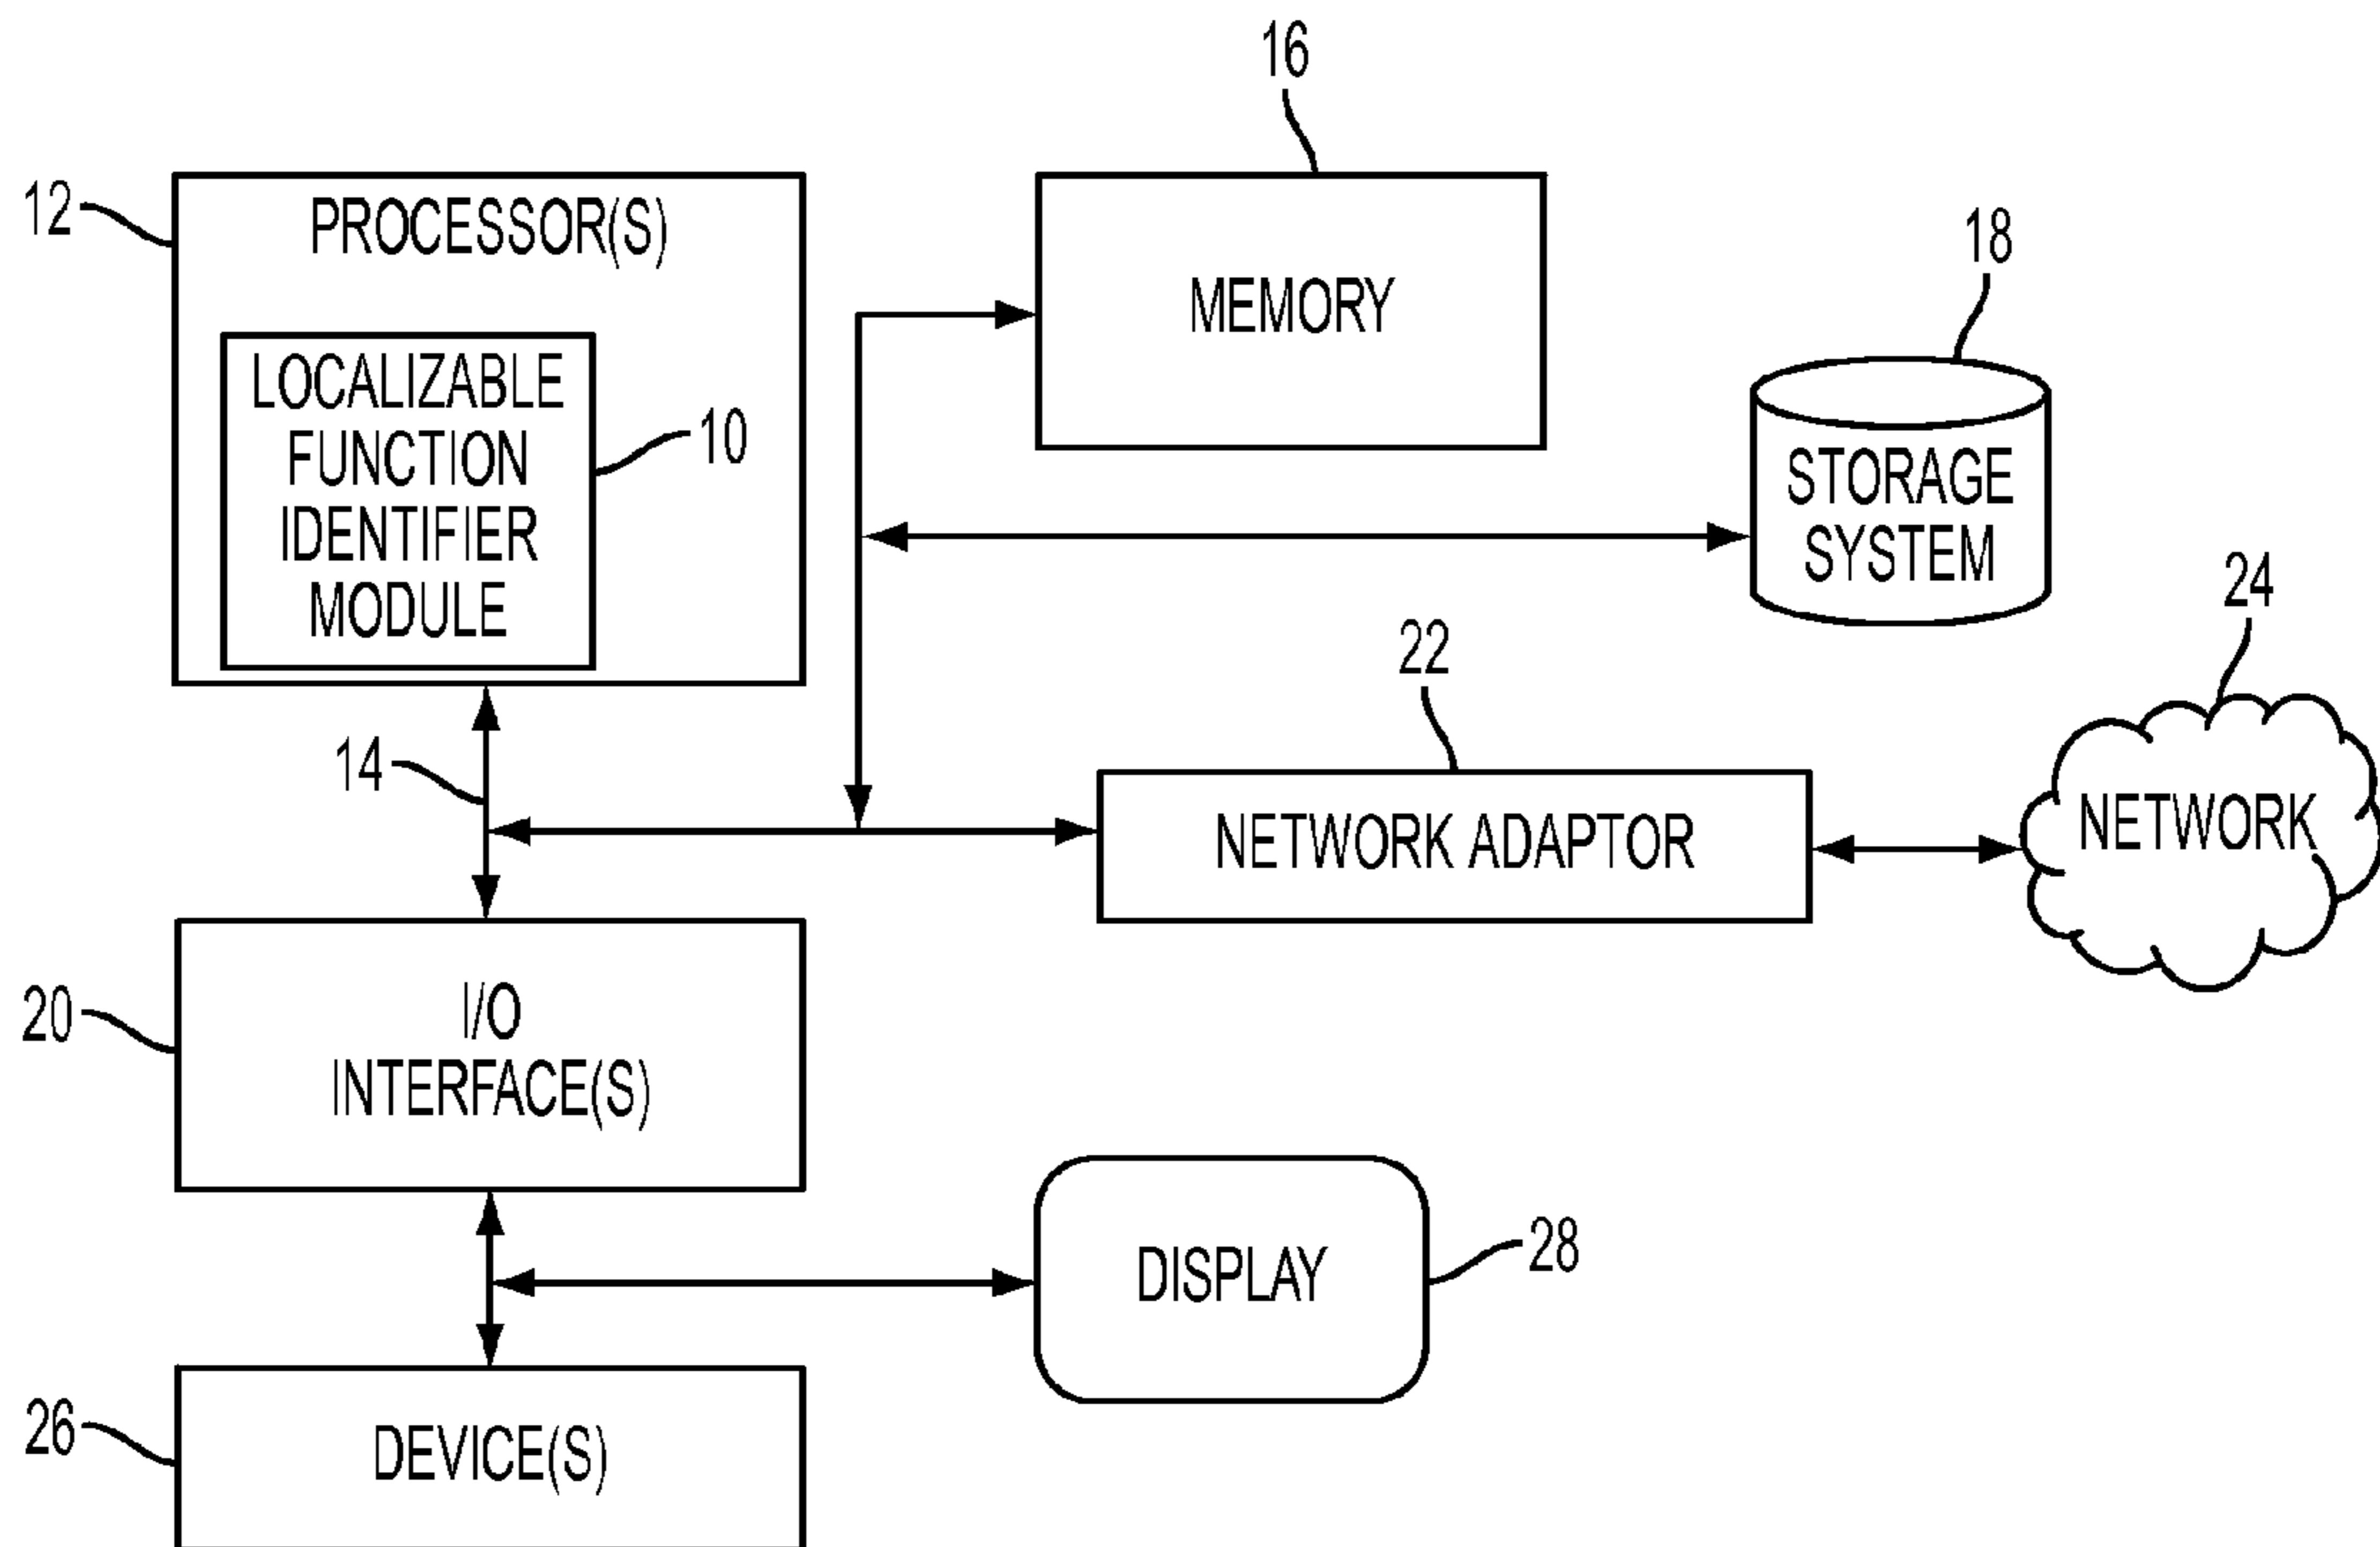 16
12
PROCESSOR(S)
18
MEMORY
LOCALIZABLE
FUNCTION
IDENTIFIER
MODULE
10
STORAGE
SYSTEM
24
22
14
NETWORK ADAPTOR
NETWORK
20
I/O
INTERFACE(S)
DISPLAY
28
26
DEVICE(S)